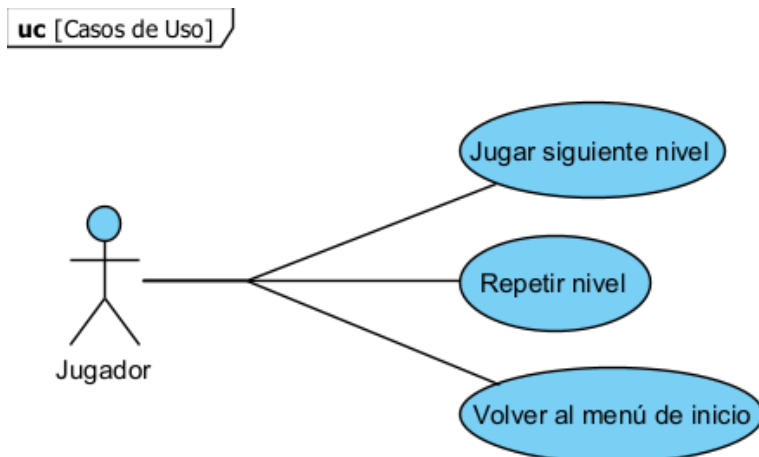 uc [Casos de Uso]
Jugar siguiente nivel
Repetir nivel
Jugador
Volver al menú de inicio